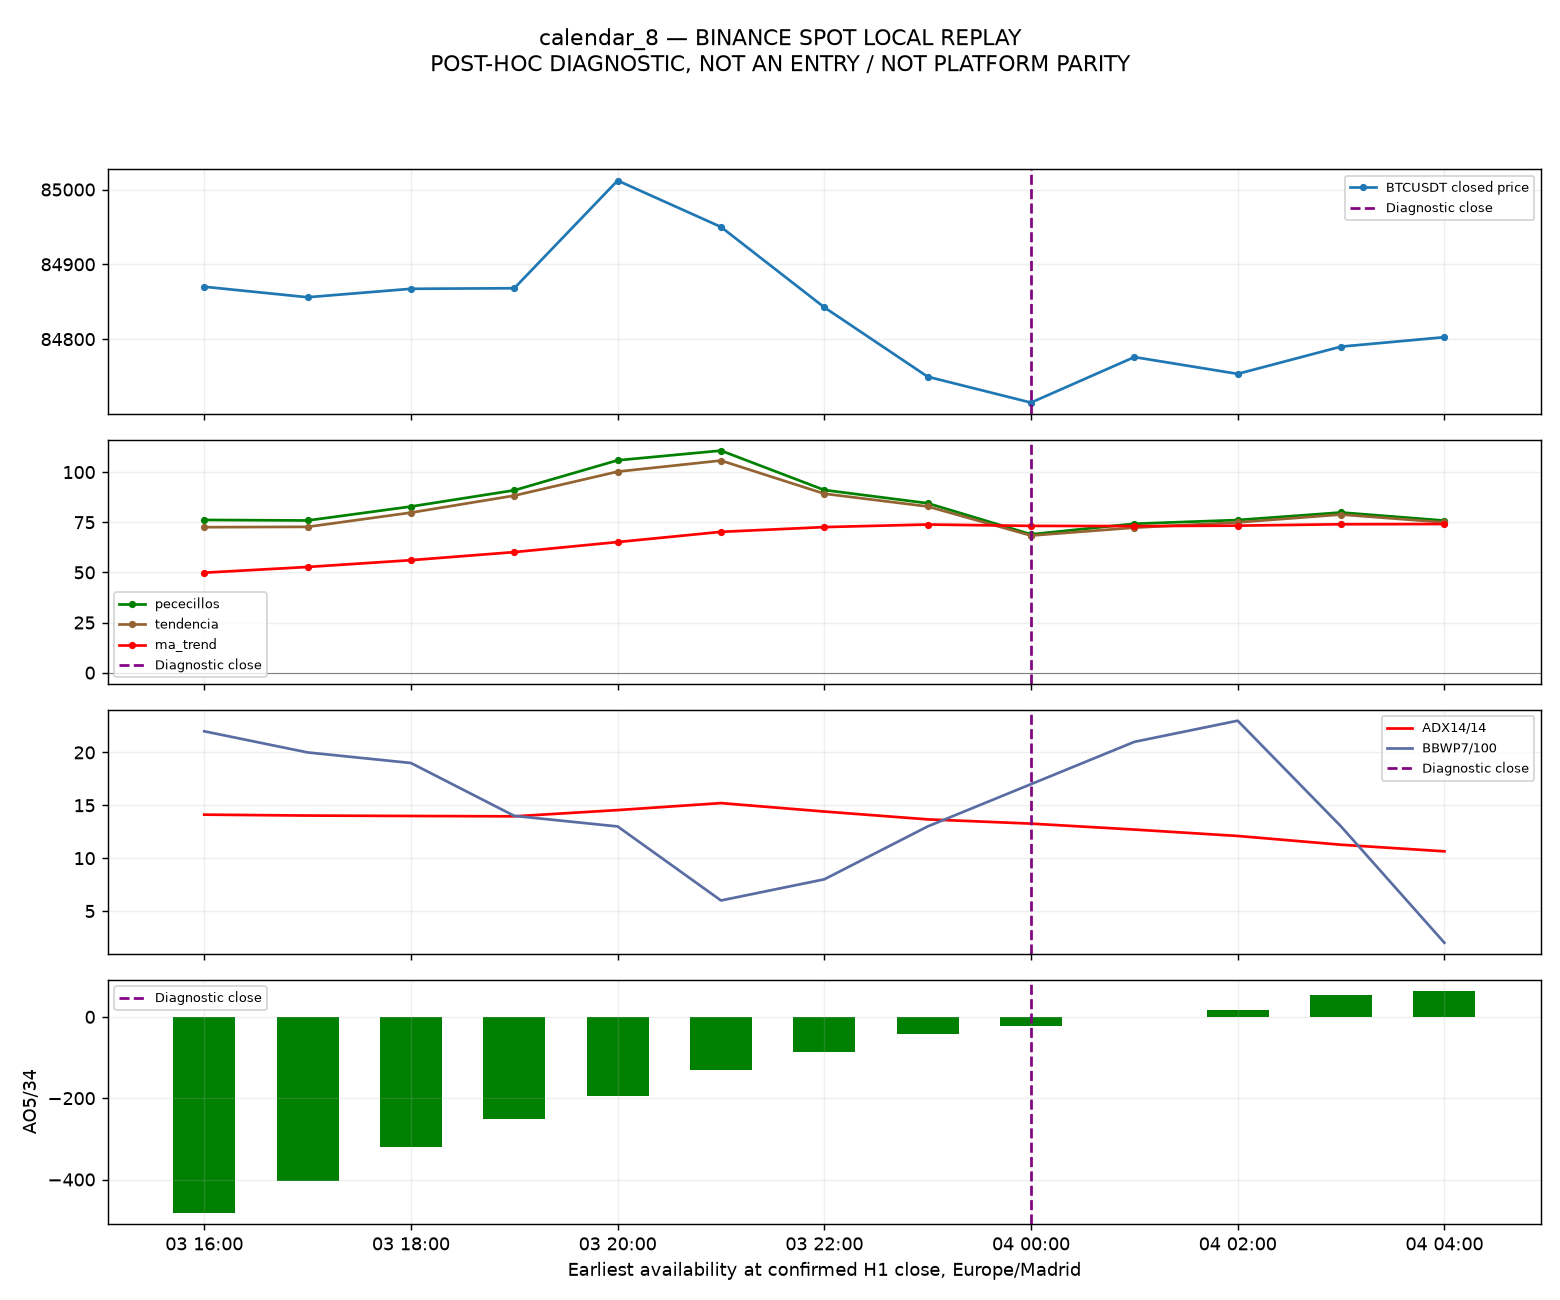 calendar_8 — BINANCE SPOT LOCAL REPLAY
POST-HOC DIAGNOSTIC, NOT AN ENTRY / NOT PLATFORM PARITY
85000
84900
84800
BTCUSDT closed price
Diagnostic close
100
75
50
25
0
pececillos
tendencia
ma_trend
Diagnostic close
20
15
10
5
ADX14/14
BBWP7/100
Diagnostic close
Diagnostic close
AO5/34
0
−200
−400
03 16:00 03 18:00 03 20:00 03 22:00 04 00:00 04 02:00 04 04:00
Earliest availability at confirmed H1 close, Europe/Madrid